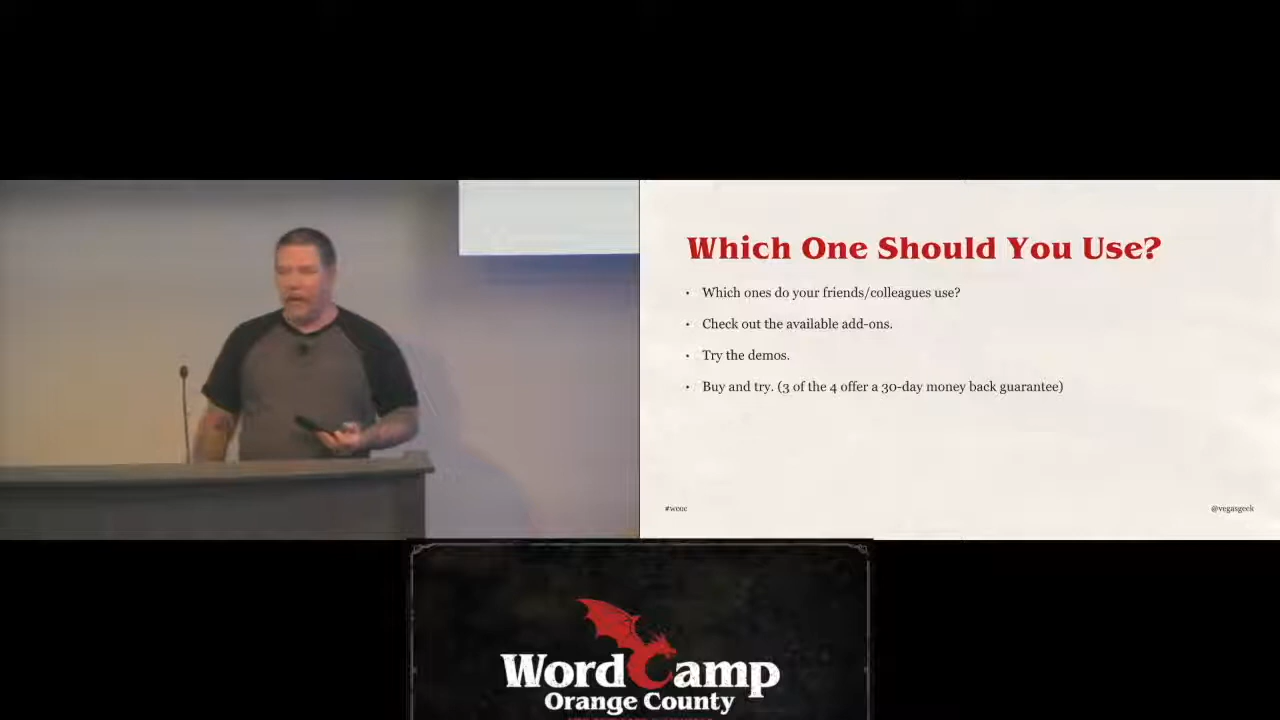 Which One Should You Use?
• Which ones do your friends/colleagues use?
• Check out the available add-ons.
• Try the demos.
• Buy and try. (3 of the 4 offer a 30-day money back guarantee)
#wcoc
@vegasgeek
WordCamp
Orange County